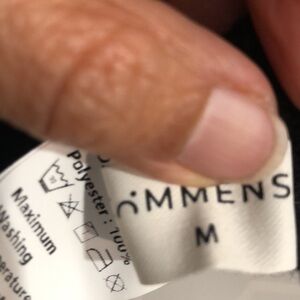 MMENS
M
Polyester : 100%
Maximum
Washing